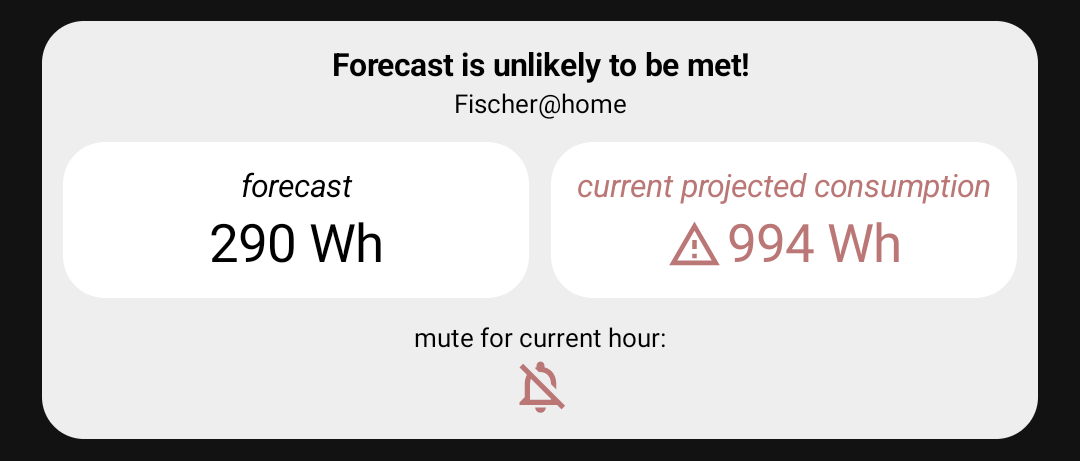 Forecast is unlikely to be met!
Fischer@home
forecast
290 Wh
current projected consumption
994 Wh
mute for current hour: